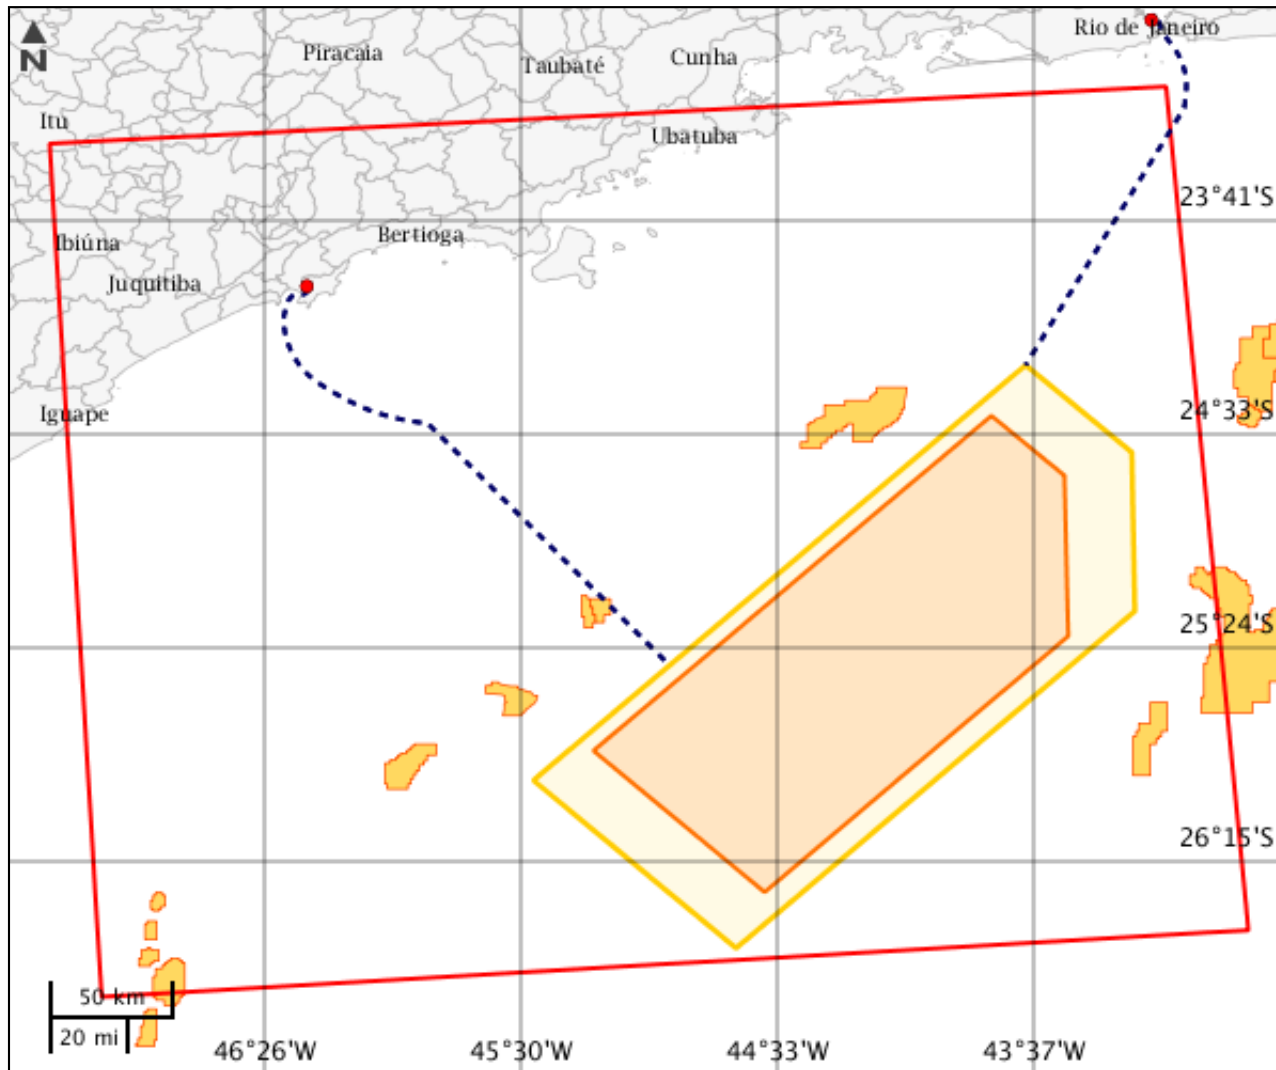 Rio de Janeiro
Piracaia
Taubaté
Cunha
N
Itú
Ubatuba
23°41'S
Bertioga
Ibiúna
Juquitiba
24°33'S
Iguape
25°24'S
26°15'S
50 km
20 mi
46°26'W
45°30'W
44°33'W
43°37'W